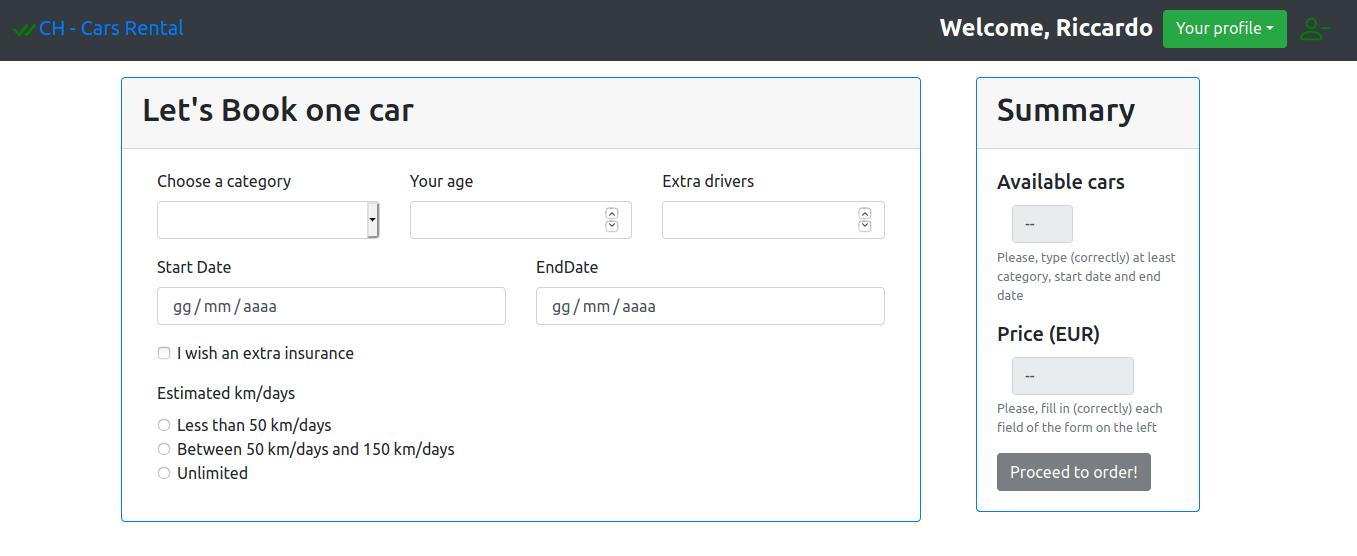 CH - Cars Rental
Welcome, Riccardo
Your profile
Let's Book one car
Choose a category
Your age
Extra drivers
Start Date
EndDate
gg / mm / aaaa
gg / mm / aaaa
I wish an extra insurance
Estimated km/days
Less than 50 km/days
Between 50 km/days and 150 km/days
Unlimited
Summary
Available cars
--
Please, type (correctly) at least
category, start date and end
date
Price (EUR)
--
Please, fill in (correctly) each
field of the form on the left
Proceed to order!